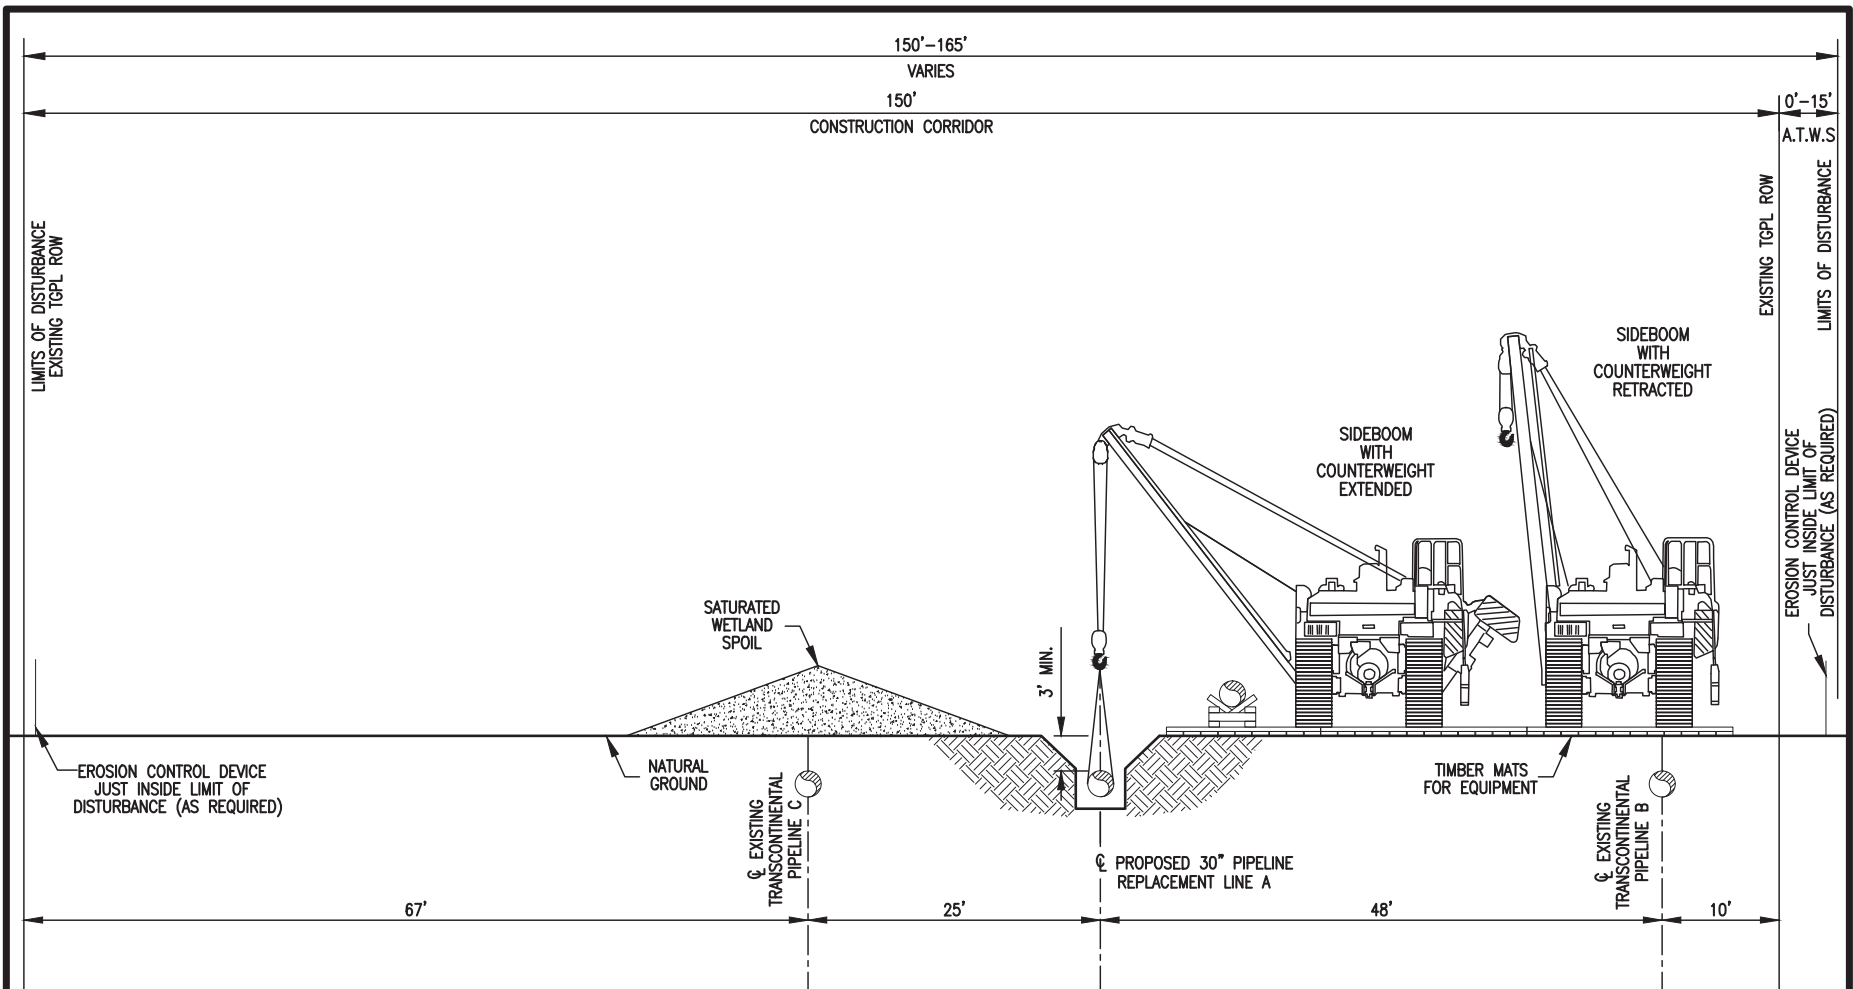 150'-165'
VARIES
150'
CONSTRUCTION CORRIDOR
0'-15'
A.T.W.S
LIMITS OF DISTURBANCE
EXISTING TGPL ROW
EXISTING TGPL ROW
LIMITS OF DISTURBANCE
SIDEBOOM
WITH
COUNTERWEIGHT
RETRACTED
SIDEBOOM
WITH
COUNTERWEIGHT
EXTENDED
EROSION CONTROL DEVICE
JUST INSIDE LIMIT OF
DISTURBANCE (AS REQUIRED)
SATURATED
WETLAND
SPOIL
3' MIN.
EROSION CONTROL DEVICE
JUST INSIDE LIMIT OF
DISTURBANCE (AS REQUIRED)
NATURAL
GROUND
TIMBER MATS
FOR EQUIPMENT
℄ EXISTING
TRANSCONTINENTAL
PIPELINE C
℄ PROPOSED 30" PIPELINE
REPLACEMENT LINE A
℄ EXISTING
TRANSCONTINENTAL
PIPELINE B
67'
25'
48'
10'